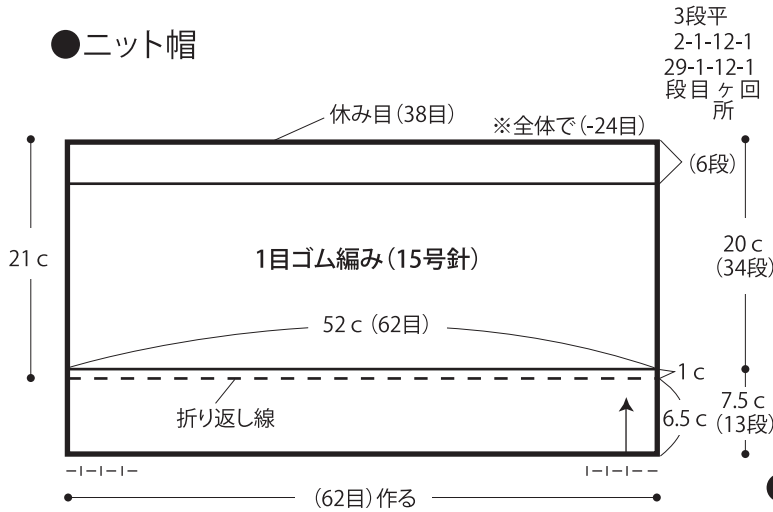 ●ニット帽
3段平
2-1-12-1
29-1-12-1
段目ヶ回
所
休み目(38目)
※全体で(-24目)
(6段)
21c
1目ゴム編み(15号針)
20c
(34段)
52c(62目)
1c
折り返し線
6.5c
7.5c
(13段)
(62目)作る